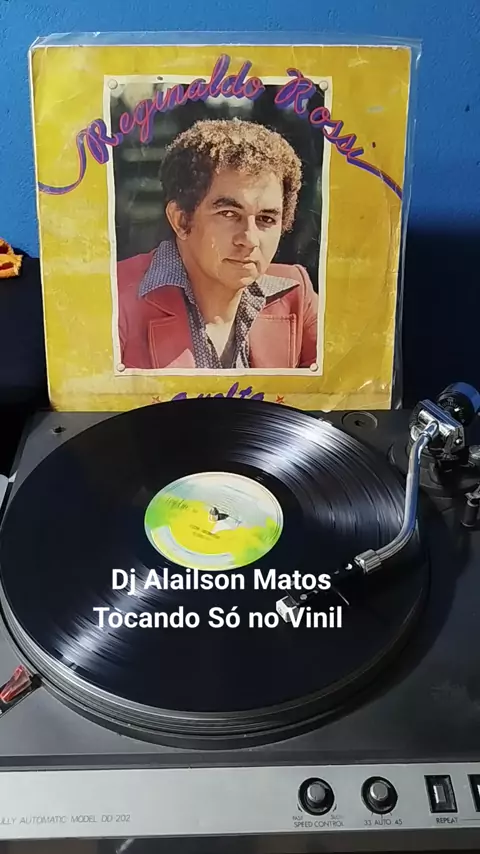 Reginaldo Rossi
Dj Alailson Matos
Tocando Só no Vinil
FULLY AUTOMATIC MODEL DD-202
SPEED CONTROL
33 AUTO 45
REPEAT